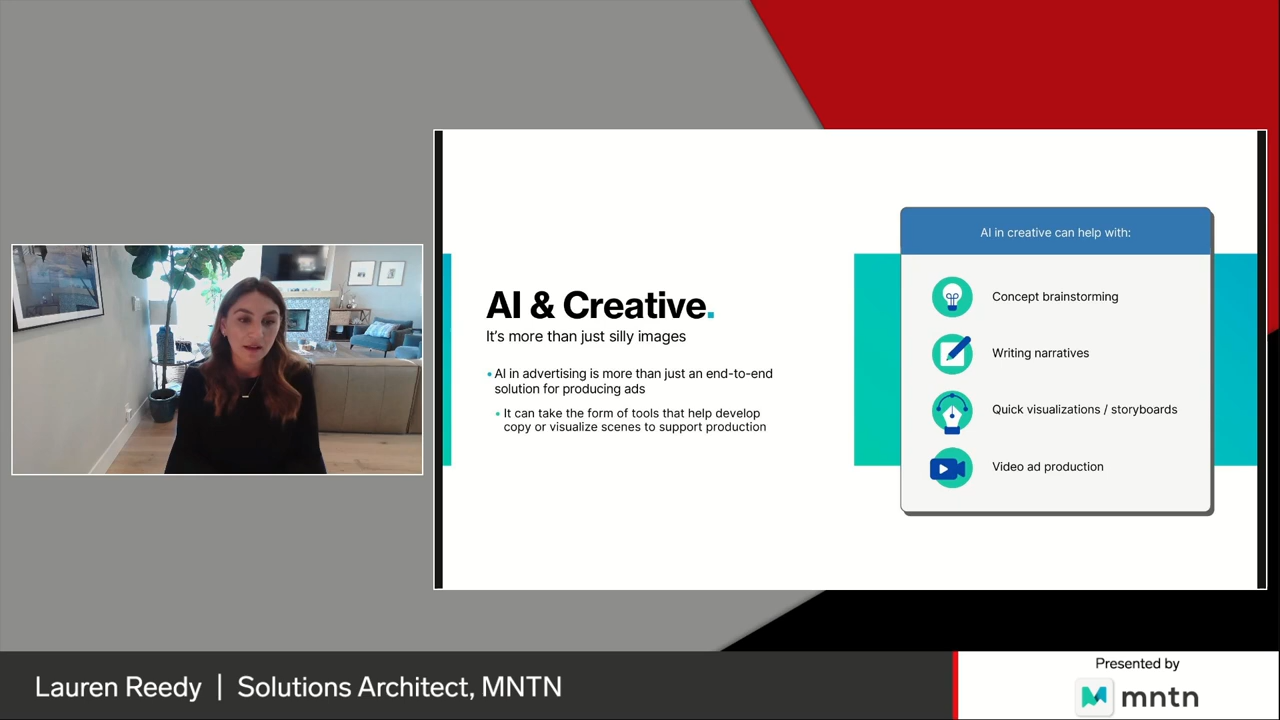 AI & Creative.
It's more than just silly images
• AI in advertising is more than just an end-to-end
solution for producing ads
• It can take the form of tools that help develop
copy or visualize scenes to support production
AI in creative can help with:
Concept brainstorming
Writing narratives
Quick visualizations / storyboards
Video ad production
Lauren Reedy | Solutions Architect, MNTN
Presented by
mntn